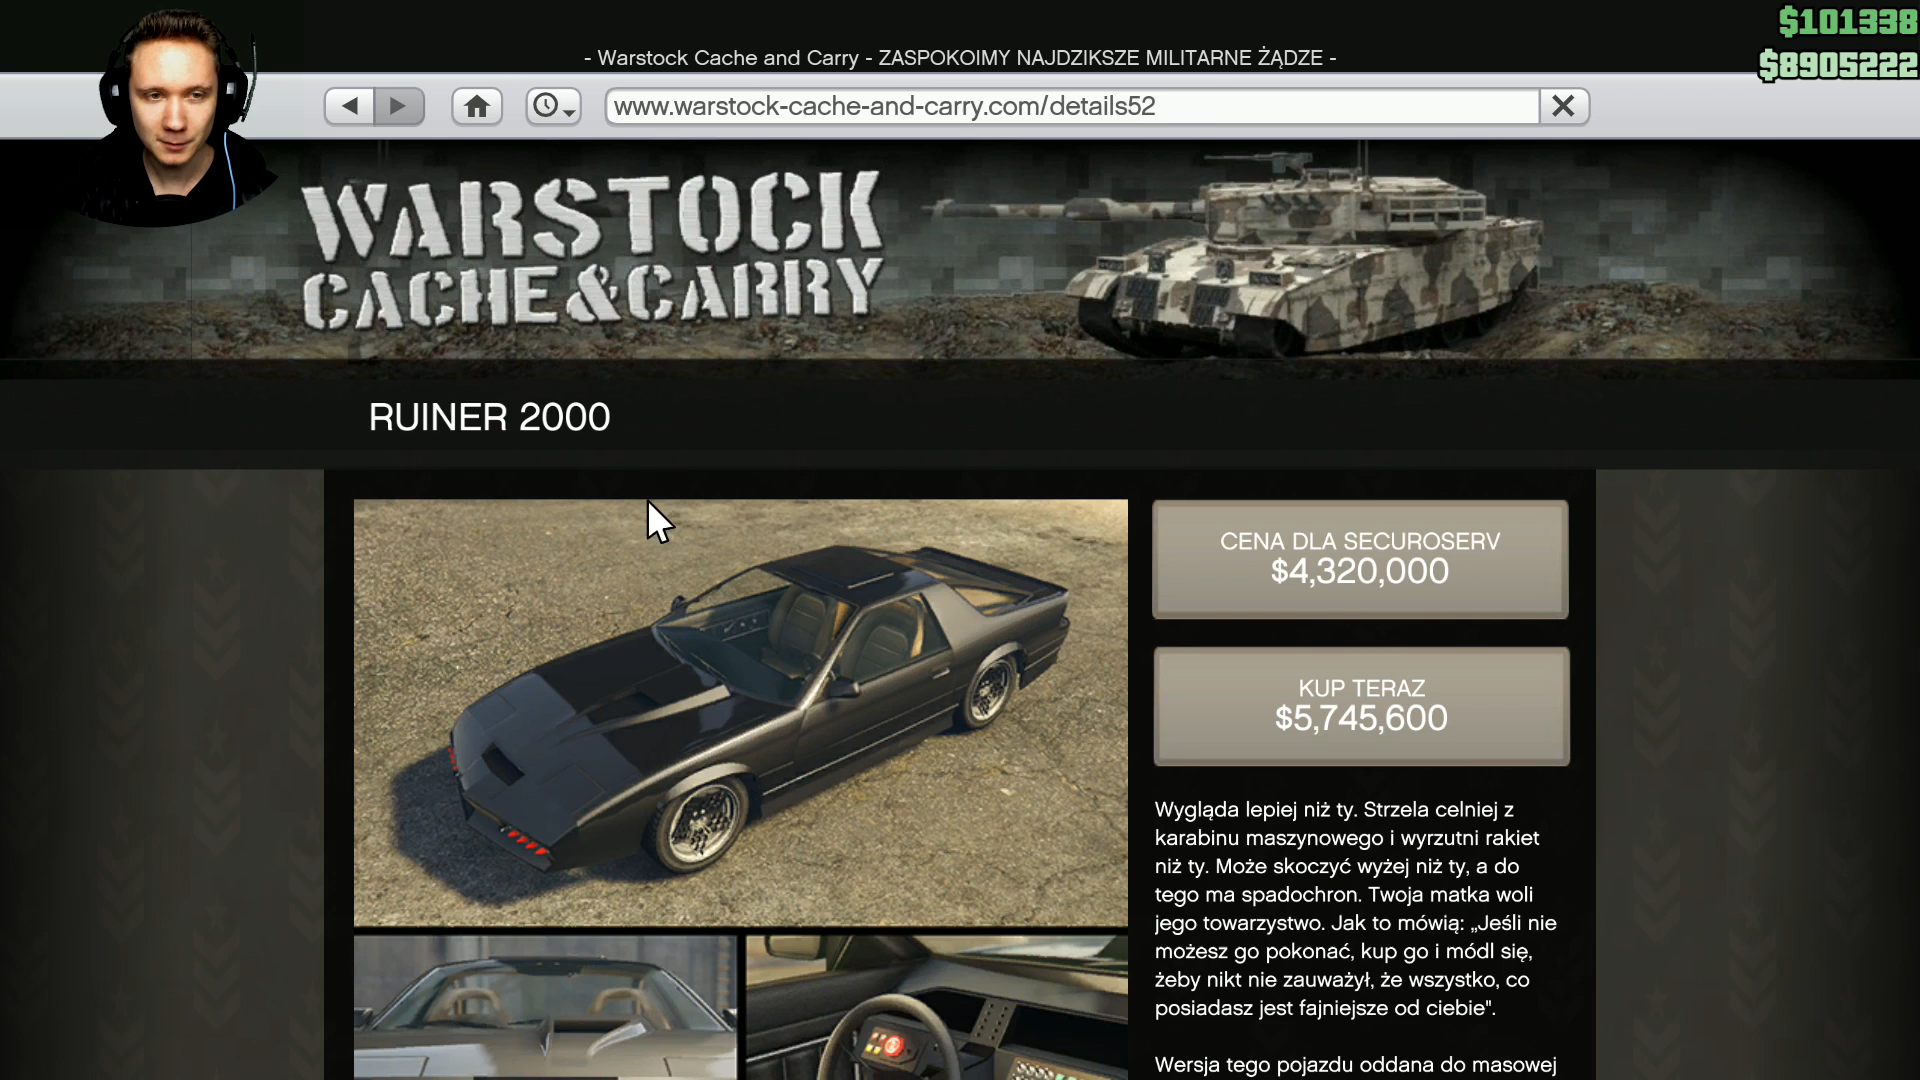 $101338
- Warstock Cache and Carry - ZASPOKOIMY NAJDZIKSZE MILITARNE ŻĄDZE -
$8905222
www.warstock-cache-and-carry.com/details52
WARSTOCK
CACHE&CARRY
RUINER 2000
CENA DLA SECUROSERV
$4,320,000
KUP TERAZ
$5,745,600
Wygląda lepiej niż ty. Strzela celniej z
karabinu maszynowego i wyrzutni rakiet
niż ty. Może skoczyć wyżej niż ty, a do
tego ma spadochron. Twoja matka woli
jego towarzystwo. Jak to mówią: „Jeśli nie
możesz go pokonać, kup go i módl się,
żeby nikt nie zauważył, że wszystko, co
posiadasz jest fajniejsze od ciebie".
Wersja tego pojazdu oddana do masowej